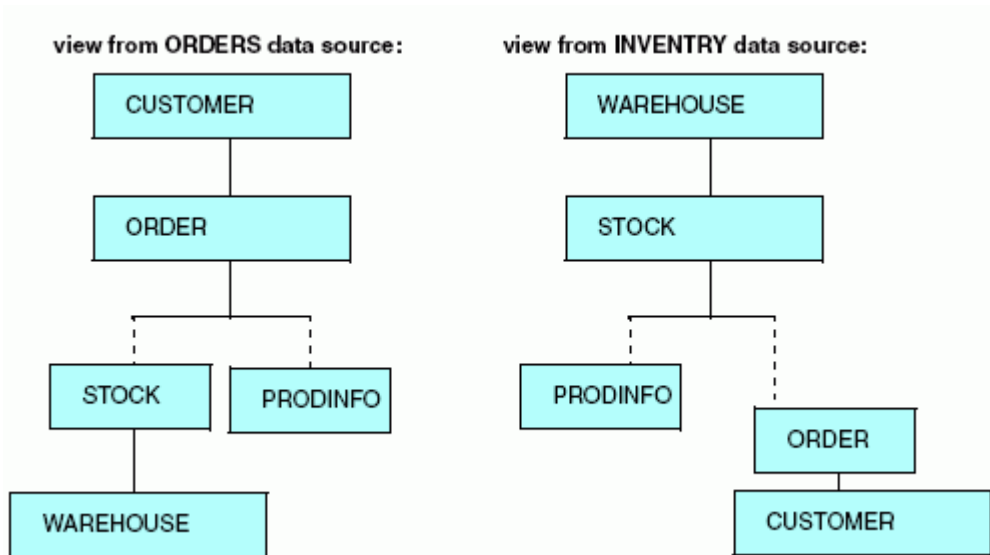 view from ORDERS data source:
CUSTOMER
ORDER
STOCK
PRODINFO
WAREHOUSE
view from INVENTRY data source:
WAREHOUSE
STOCK
PRODINFO
ORDER
CUSTOMER